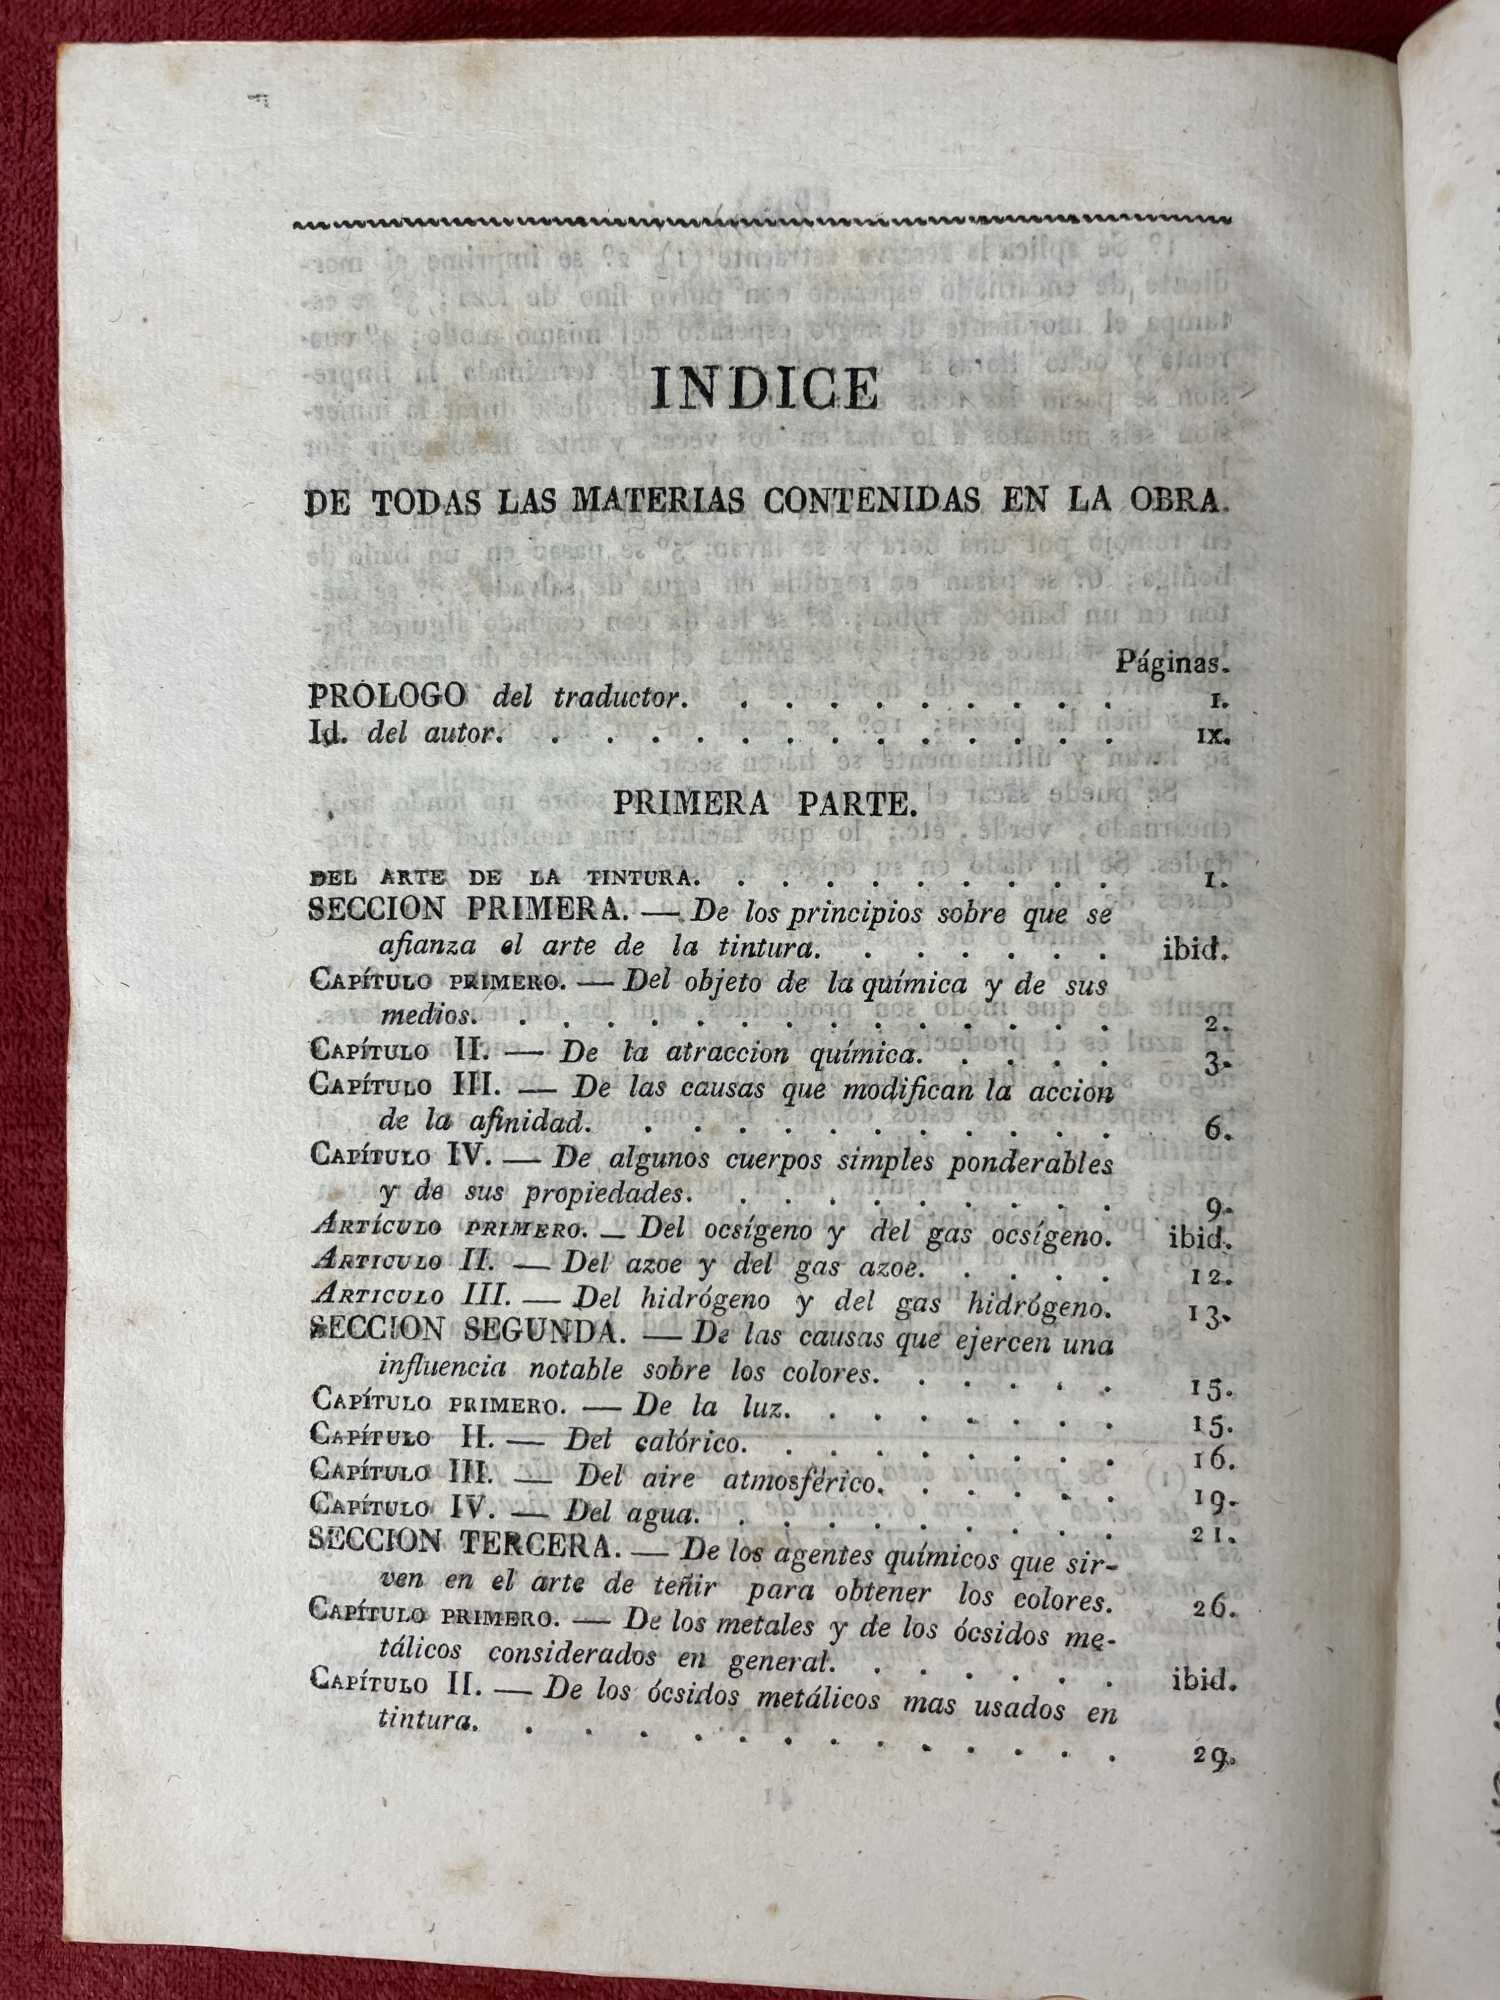 INDICE
DE TODAS LAS MATERIAS CONTENIDAS EN LA OBRA.
Páginas.
PRÓLOGO del traductor. . . . . . . . . . I.
Id. del autor. . . . . . . . . . . . . . IX.
PRIMERA PARTE.
DEL ARTE DE LA TINTURA. . . . . . . . . . 1.
SECCION PRIMERA. — De los principios sobre que se
afianza el arte de la tintura. . . . . . . ibid.
CAPÍTULO PRIMERO. — Del objeto de la química y de sus
medios. . . . . . . . . . . . . . . 2.
CAPÍTULO II. — De la atraccion química. . . . . 3.
CAPÍTULO III. — De las causas que modifican la accion
de la afinidad. . . . . . . . . . . . 6.
CAPÍTULO IV. — De algunos cuerpos simples ponderables
y de sus propiedades. . . . . . . . . . 9.
ARTÍCULO PRIMERO. — Del ocsígeno y del gas ocsígeno. ibid.
ARTICULO II. — Del azoe y del gas azoe. . . . . 12.
ARTICULO III. — Del hidrógeno y del gas hidrógeno. 13.
SECCION SEGUNDA. — De las causas que ejercen una
influencia notable sobre los colores. . . . . . 15.
CAPÍTULO PRIMERO. — De la luz. . . . . . . . 15.
CAPÍTULO II. — Del calórico. . . . . . . . . 16.
CAPÍTULO III. — Del aire atmosférico. . . . . . 19.
CAPÍTULO IV. — Del agua. . . . . . . . . . 21.
SECCION TERCERA. — De los agentes químicos que sir-
ven en el arte de teñir para obtener los colores. 26.
CAPÍTULO PRIMERO. — De los metales y de los ócsidos me-
tálicos considerados en general. . . . . . . ibid.
CAPÍTULO II. — De los ócsidos metálicos mas usados en
tintura. . . . . . . . . . . . . . . 29.